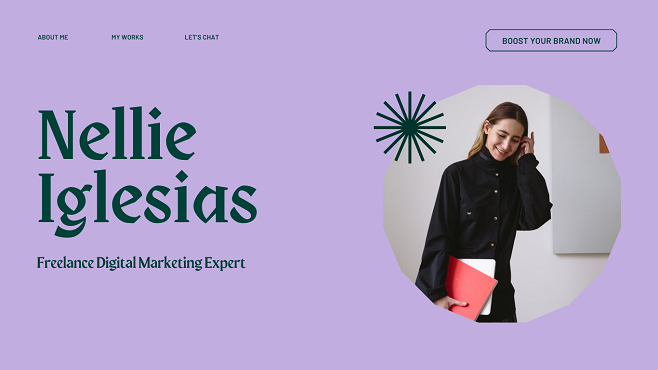 ABOUT ME
MY WORKS
LET'S CHAT
BOOST YOUR BRAND NOW
Nellie
Iglesias
Freelance Digital Marketing Expert